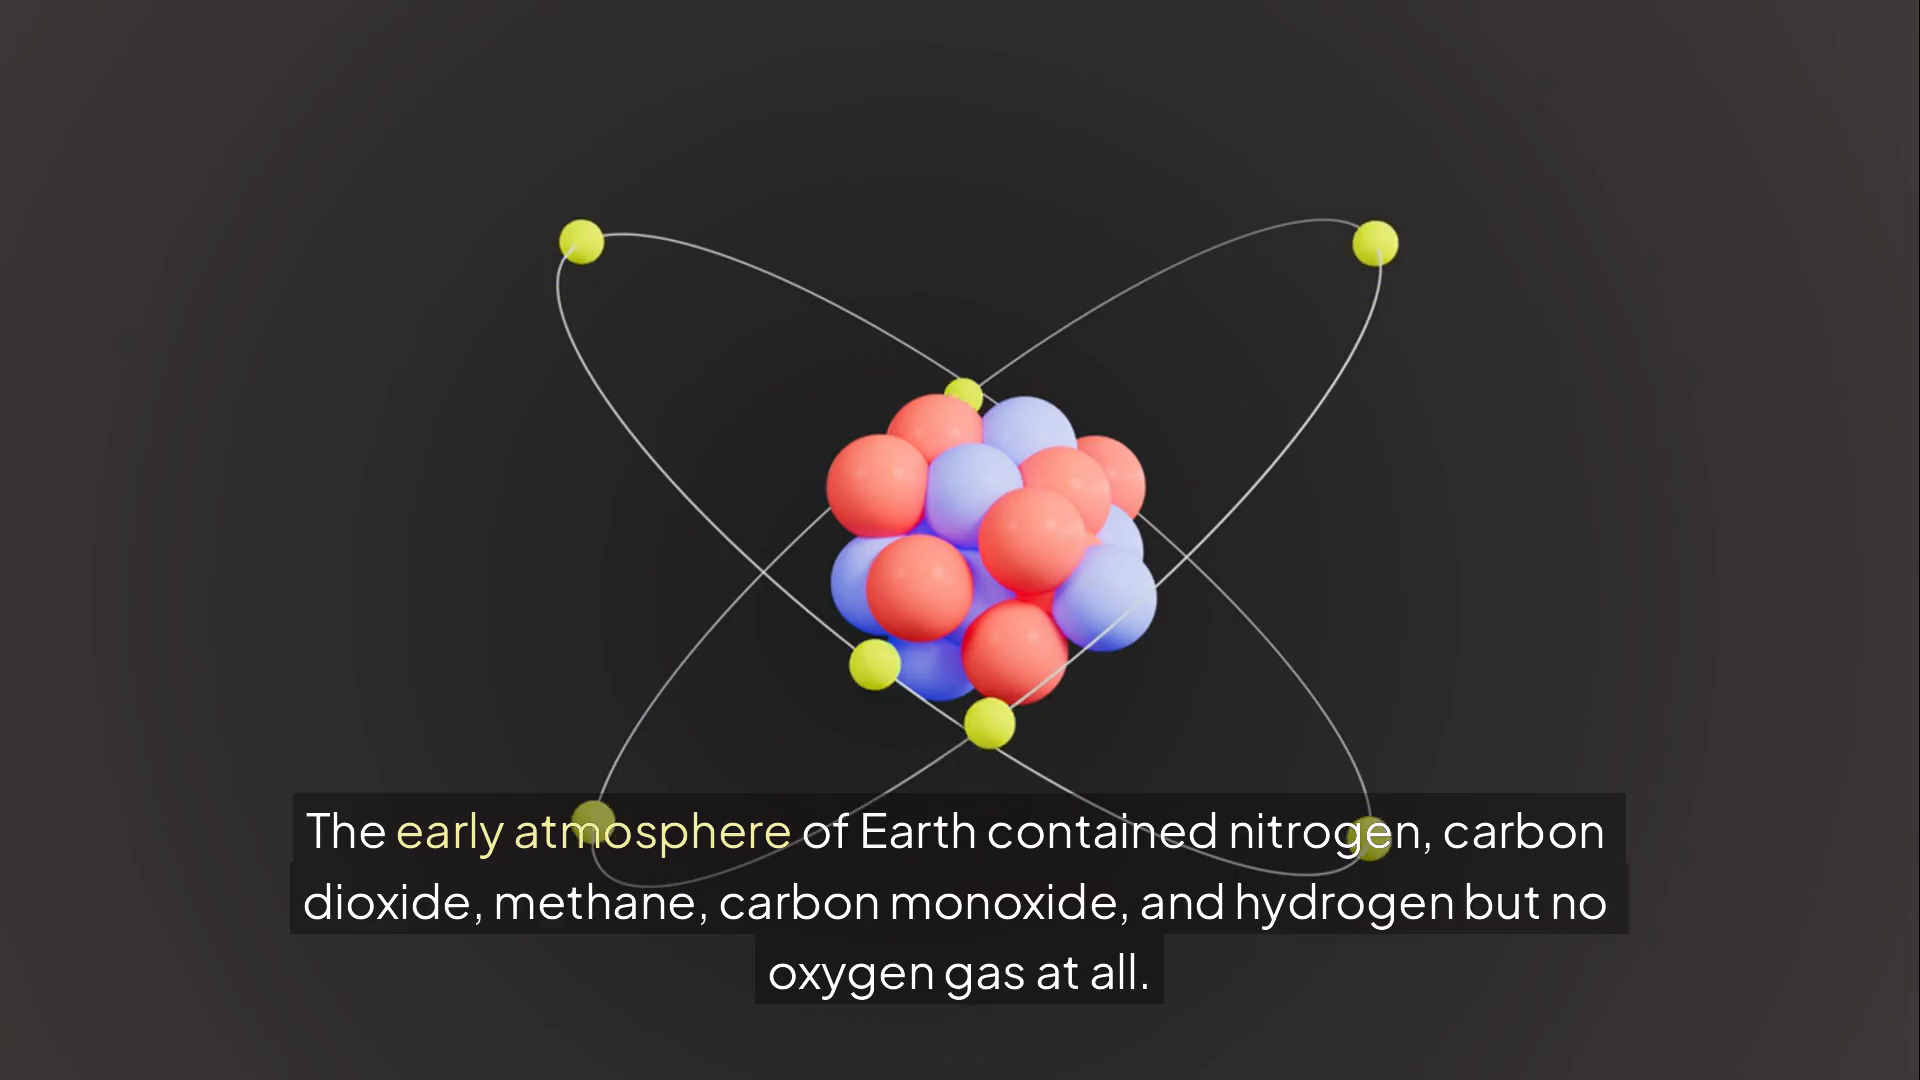 The early atmosphere of Earth contained nitrogen, carbon
dioxide, methane, carbon monoxide, and hydrogen but no
oxygen gas at all.